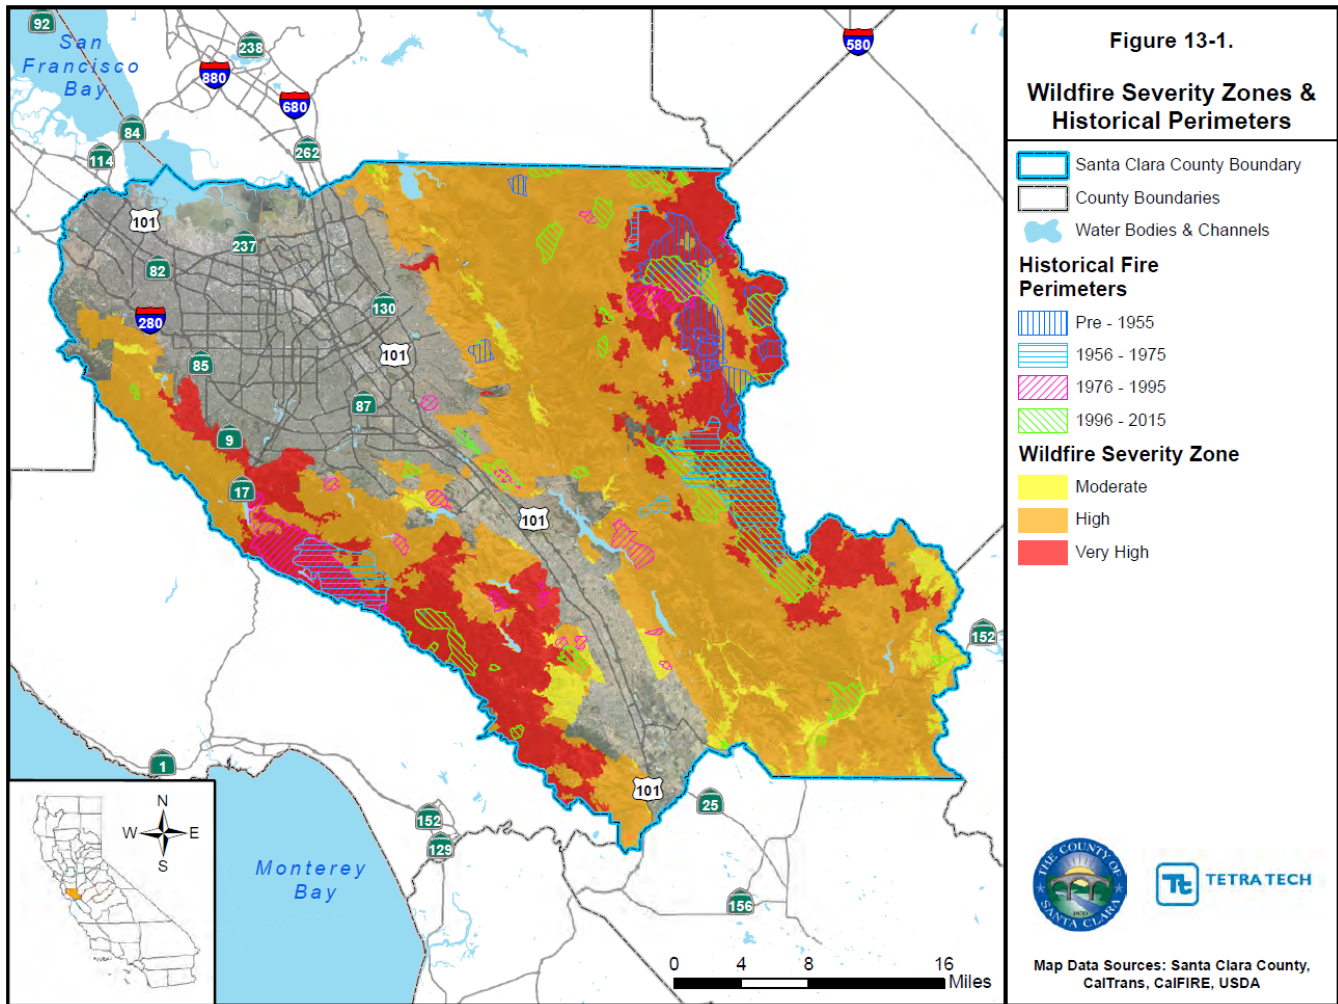 Figure 13-1.
Wildfire Severity Zones &
Historical Perimeters
Santa Clara County Boundary
County Boundaries
Water Bodies & Channels
Historical Fire
Perimeters
Pre - 1955
1956 - 1975
1976 - 1995
1996 - 2015
Wildfire Severity Zone
Moderate
High
Very High
THE COUNTY OF
SANTA CLARA
1850
Tt TETRA TECH
Map Data Sources: Santa Clara County,
CalTrans, CalFIRE, USDA
92
San
Francisco
Bay
238
880
680
580
84
114
262
101
237
82
280
130
101
85
87
9
17
101
152
1
101
25
152
129
156
Monterey
Bay
N
W E
S
0 4 8 16
Miles